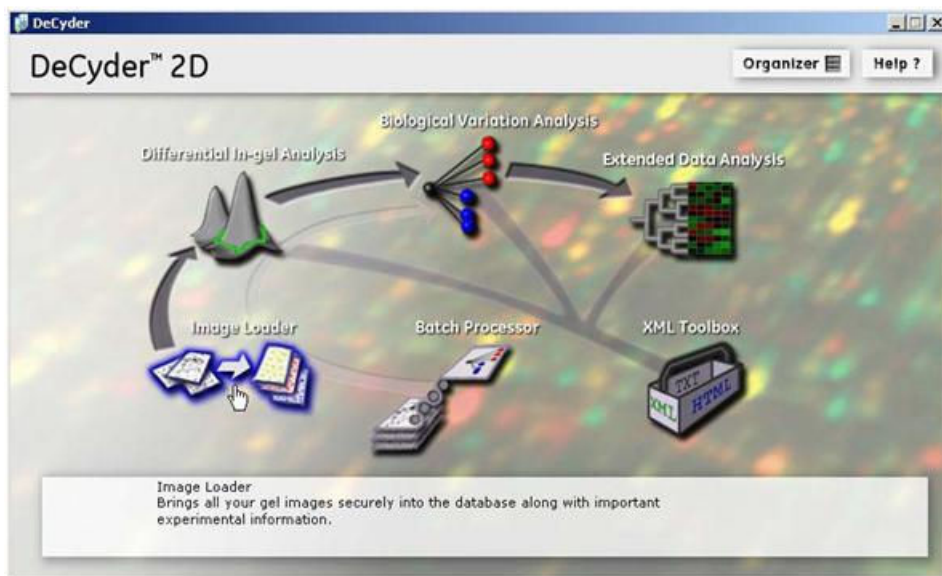 DeCyder
DeCyder™ 2D
Organizer
Help ?
Biological Variation Analysis
Differential In-gel Analysis
Extended Data Analysis
Image Loader
Batch Processor
XML Toolbox
TXT
XML
HTML
Image Loader
Brings all your gel images securely into the database along with important
experimental information.